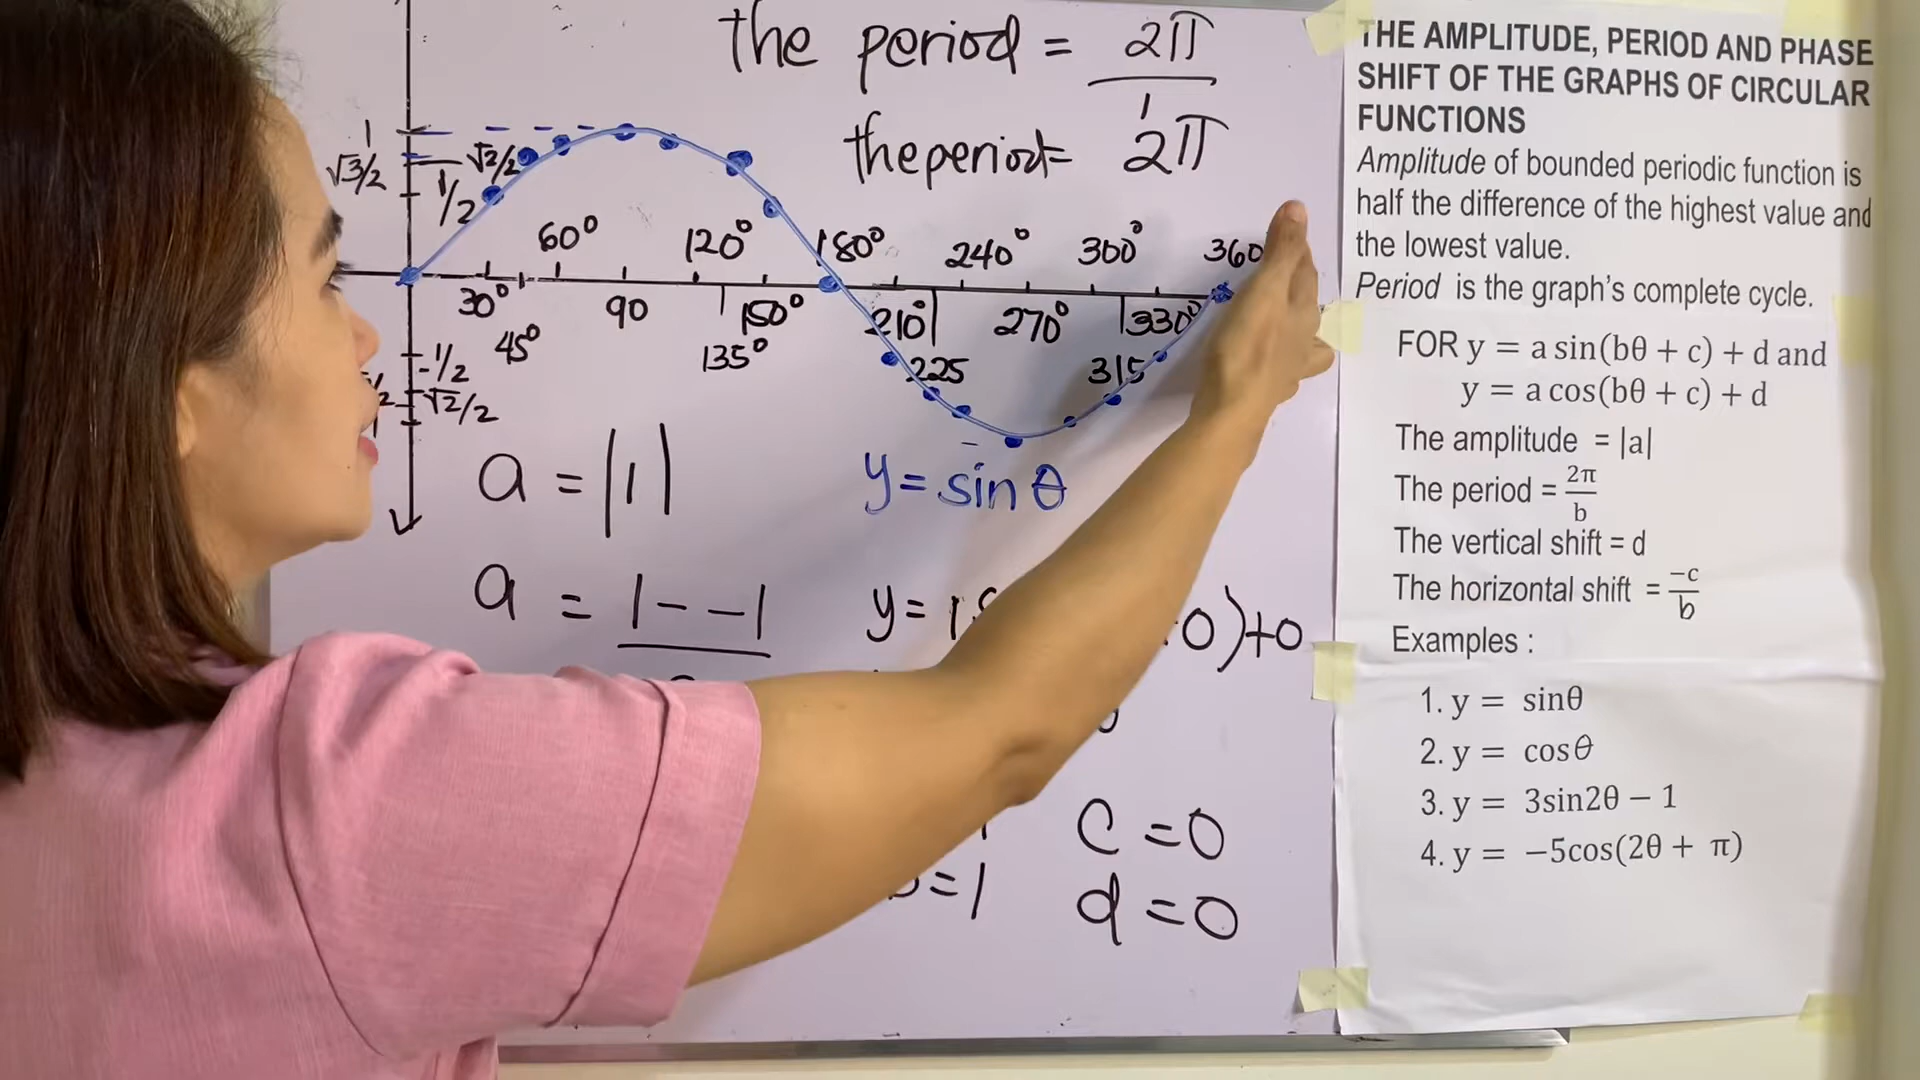 the period = 2π
1
the period = 2π
1
√3/2
√2/2
1/2
60° 120° 180° 240° 300° 360
30° 90 150° 210° 270° 330°
45° 135° 225 315
-1/2
√2/2
a = |1|
y = sin θ
a = 1 - -1
y = 1
0) + 0
c = 0
= 1
d = 0
THE AMPLITUDE, PERIOD AND PHASE
SHIFT OF THE GRAPHS OF CIRCULAR
FUNCTIONS
Amplitude of bounded periodic function is
half the difference of the highest value and
the lowest value.
Period is the graph's complete cycle.
FOR y = a sin(bθ + c) + d and
y = a cos(bθ + c) + d
The amplitude = |a|
The period = 2π/b
The vertical shift = d
The horizontal shift = −c/b
Examples :
1. y = sinθ
2. y = cosθ
3. y = 3sin2θ − 1
4. y = −5cos(2θ + π)